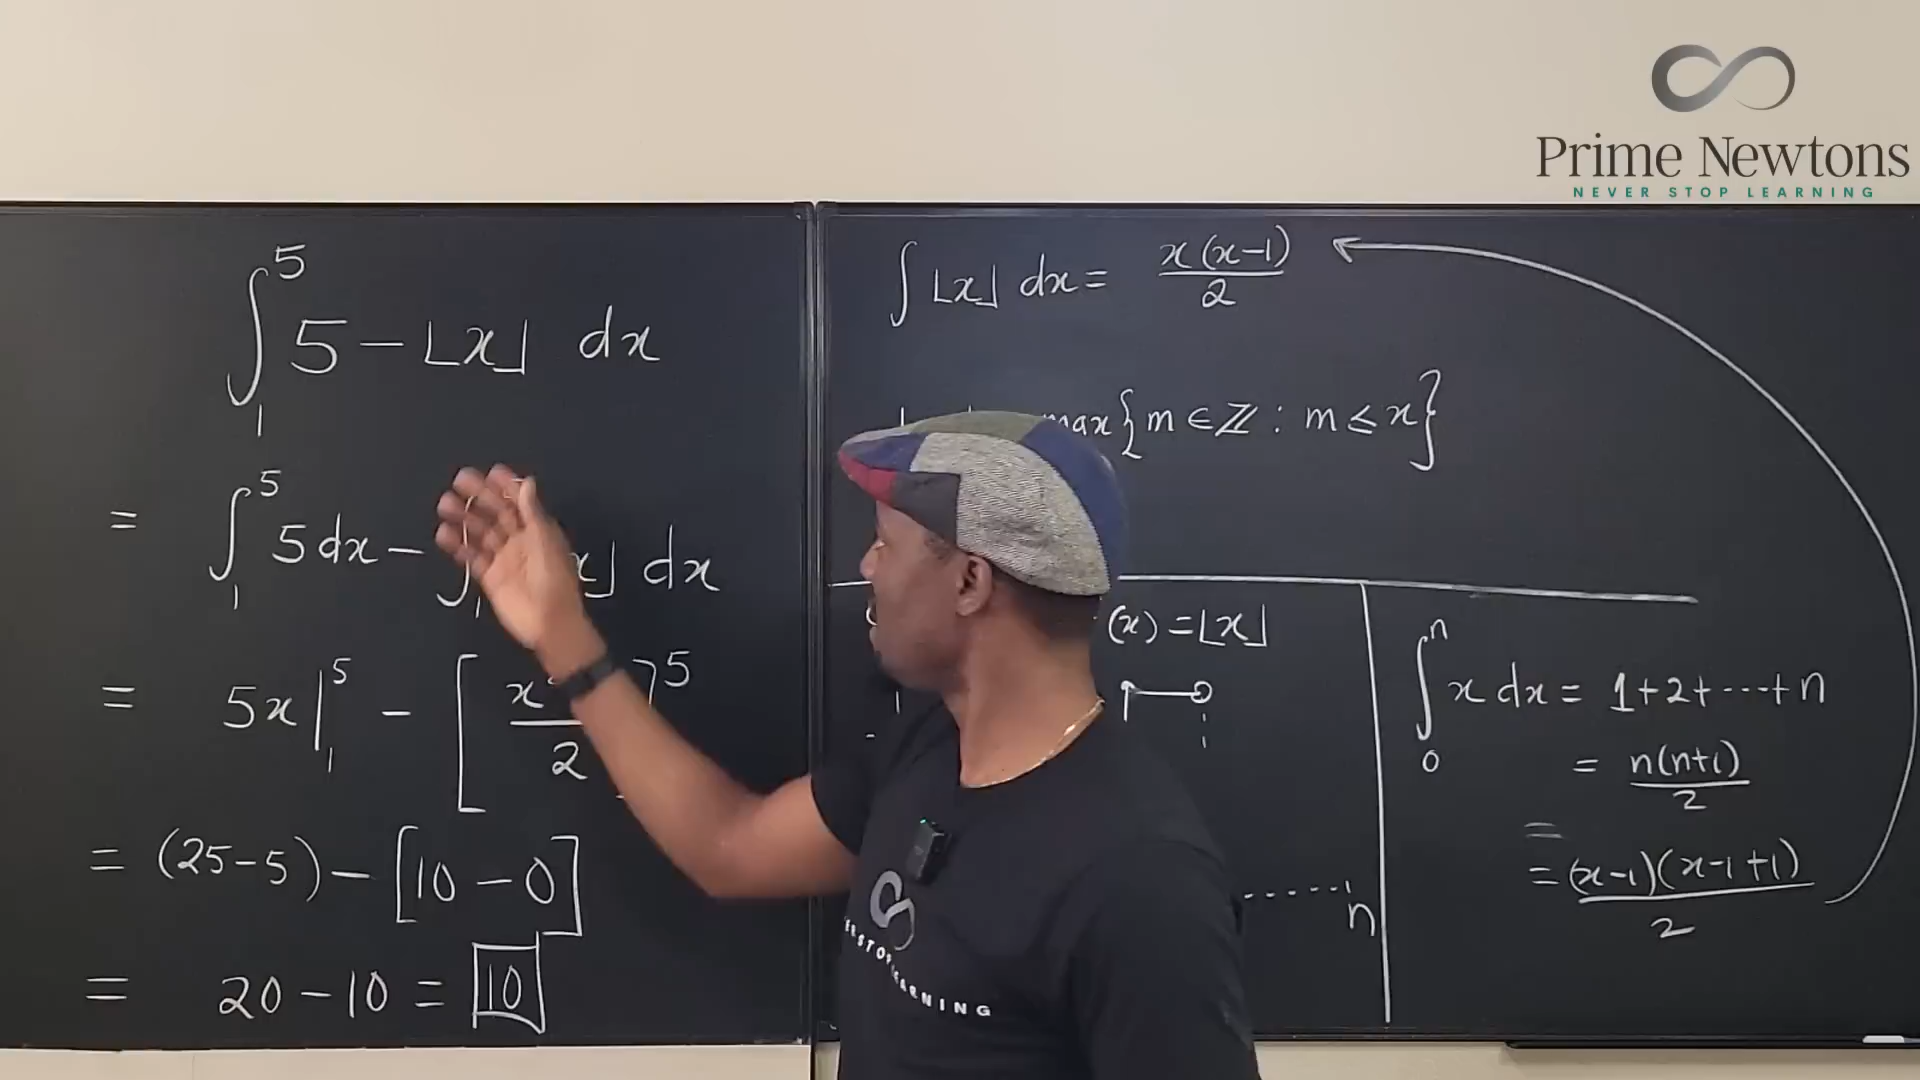 Prime Newtons
NEVER STOP LEARNING
∫₁⁵ 5 − ⌊x⌋ dx
= ∫₁⁵ 5 dx − ∫₁ x⌋ dx
= 5x |₁⁵ − [ x / 2 ]⁵
= (25−5) − [10 − 0]
= 20 − 10 = 10
∫ ⌊x⌋ dx = x(x−1)/2
max{m ∈ ℤ : m ≤ x}
(x) = ⌊x⌋
n
∫₀ⁿ x dx = 1+2+⋯+n
= n(n+1)/2
=
= (x−1)(x−1+1)/2